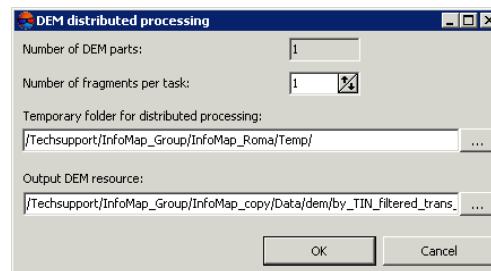 DEM distributed processing
Number of DEM parts:
1
Number of fragments per task:
1
Temporary folder for distributed processing:
/Techsupport/InfoMap_Group/InfoMap_Roma/Temp/
...
Output DEM resource:
/Techsupport/InfoMap_Group/InfoMap_copy/Data/dem/by_TIN_filtered_trans_
...
OK
Cancel